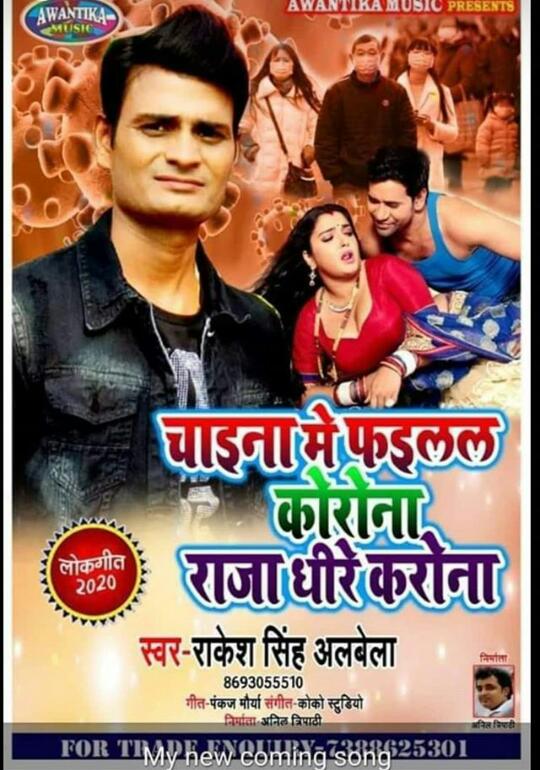 AWANTIKA
MUSIC
AWANTIKA MUSIC PRESENTS
चाइना मे फइलल
कोरोना
राजा धीरे करोना
लोकगीत
2020
स्वर-राकेश सिंह अलबेला
8693055510
गीत-पंकज मौर्या संगीत-कोको स्टुडियो
निर्माता-अनिल त्रिपाठी
निर्माता
अनिल त्रिपाठी
FOR TRADE ENQUIRY-7388625301
My new coming song